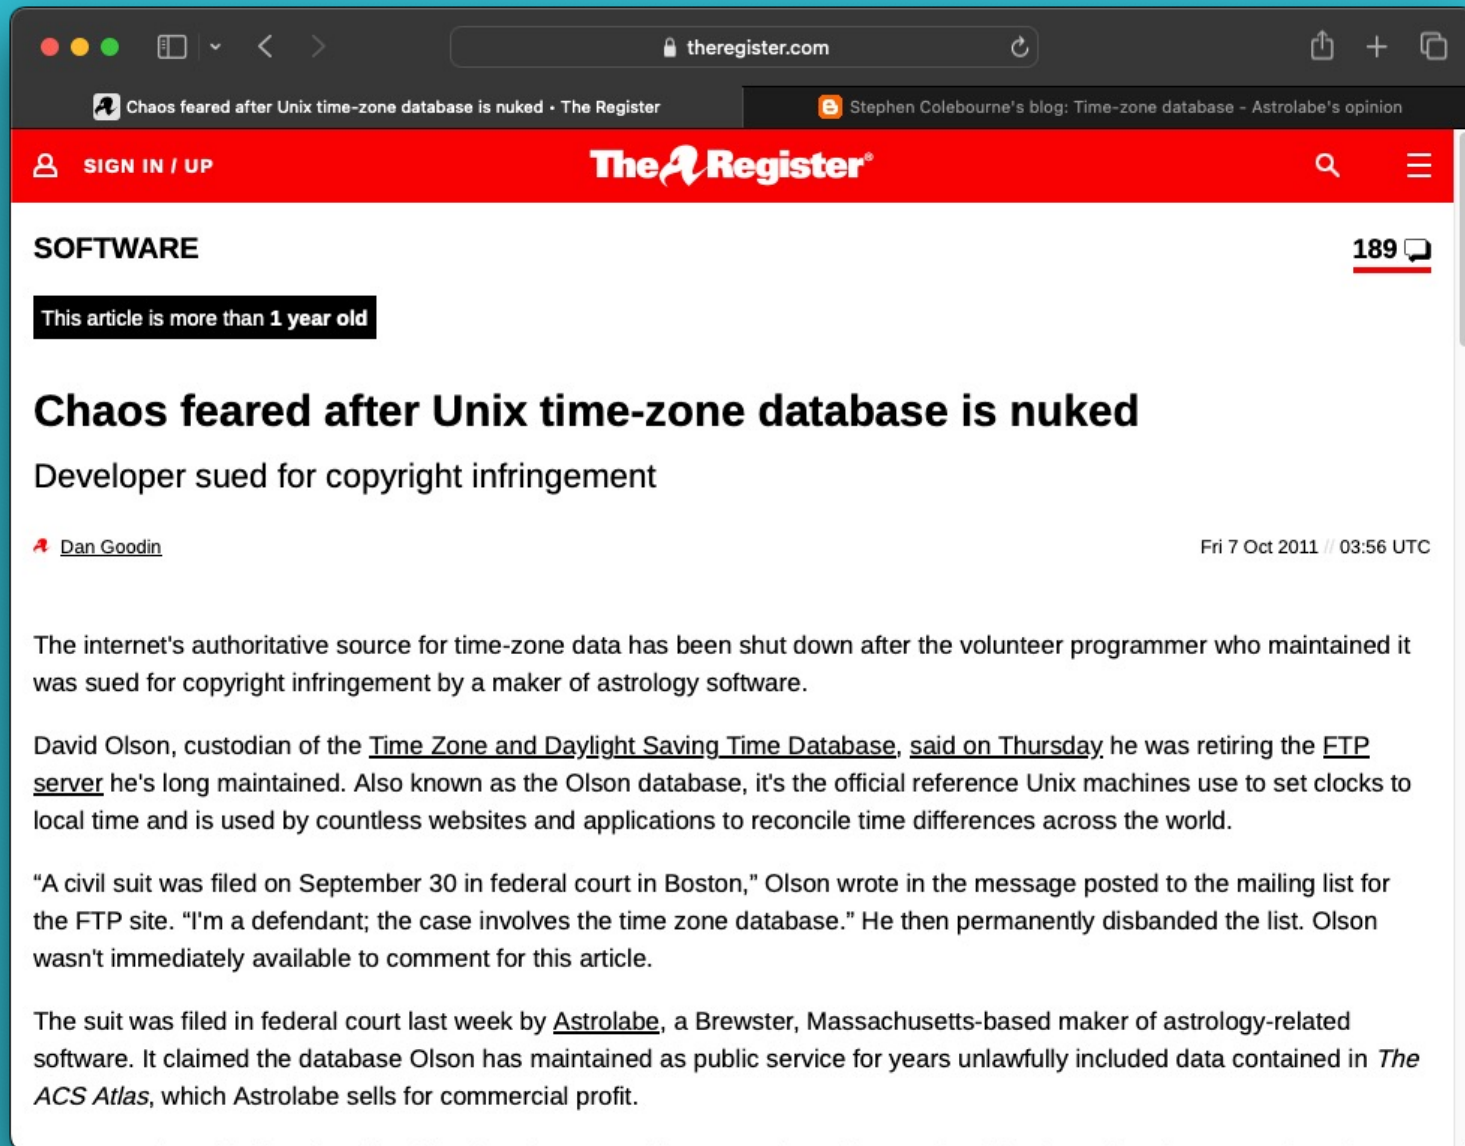 theregister.com
Chaos feared after Unix time-zone database is nuked • The Register
Stephen Colebourne's blog: Time-zone database - Astrolabe's opinion
SIGN IN / UP
The Register®
SOFTWARE
189
This article is more than 1 year old
Chaos feared after Unix time-zone database is nuked
Developer sued for copyright infringement
Dan Goodin
Fri 7 Oct 2011 // 03:56 UTC
The internet's authoritative source for time-zone data has been shut down after the volunteer programmer who maintained it
was sued for copyright infringement by a maker of astrology software.
David Olson, custodian of the Time Zone and Daylight Saving Time Database, said on Thursday he was retiring the FTP
server he's long maintained. Also known as the Olson database, it's the official reference Unix machines use to set clocks to
local time and is used by countless websites and applications to reconcile time differences across the world.
“A civil suit was filed on September 30 in federal court in Boston,” Olson wrote in the message posted to the mailing list for
the FTP site. “I'm a defendant; the case involves the time zone database.” He then permanently disbanded the list. Olson
wasn't immediately available to comment for this article.
The suit was filed in federal court last week by Astrolabe, a Brewster, Massachusetts-based maker of astrology-related
software. It claimed the database Olson has maintained as public service for years unlawfully included data contained in The
ACS Atlas, which Astrolabe sells for commercial profit.